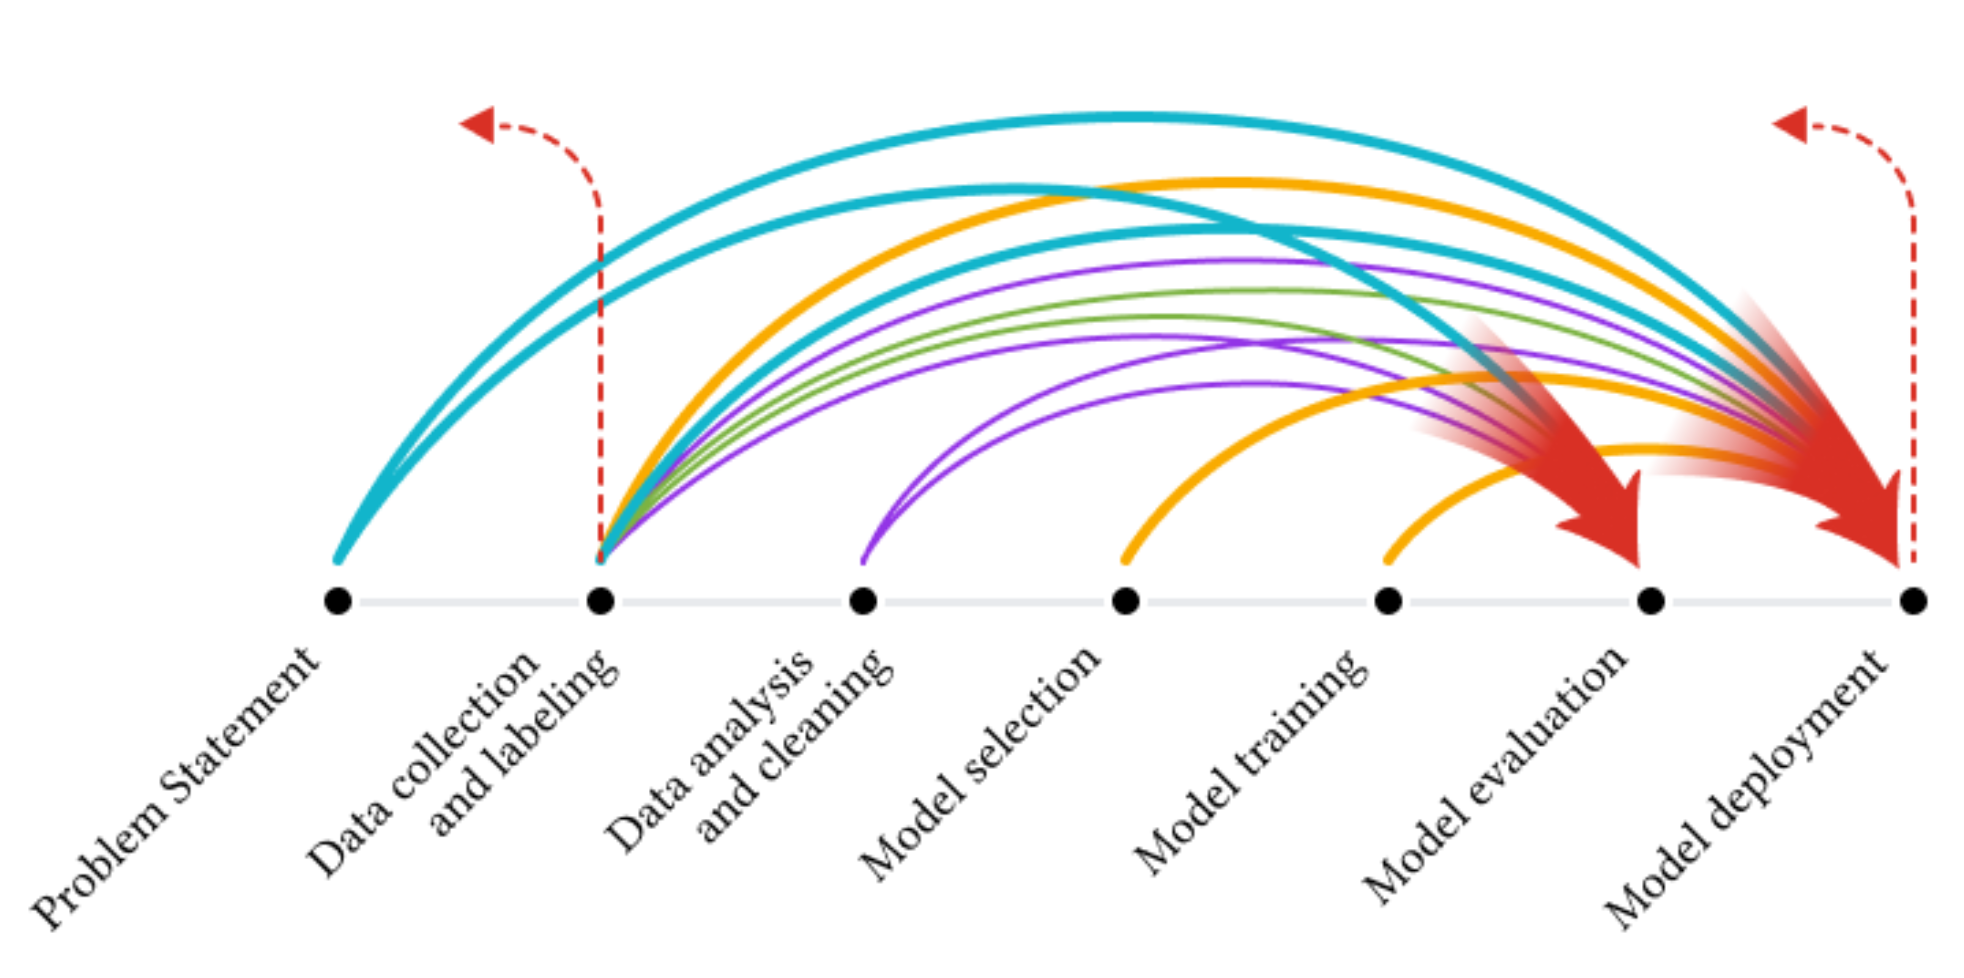 Problem Statement
Data collection
and labeling
Data analysis
and cleaning
Model selection
Model training
Model evaluation
Model deployment